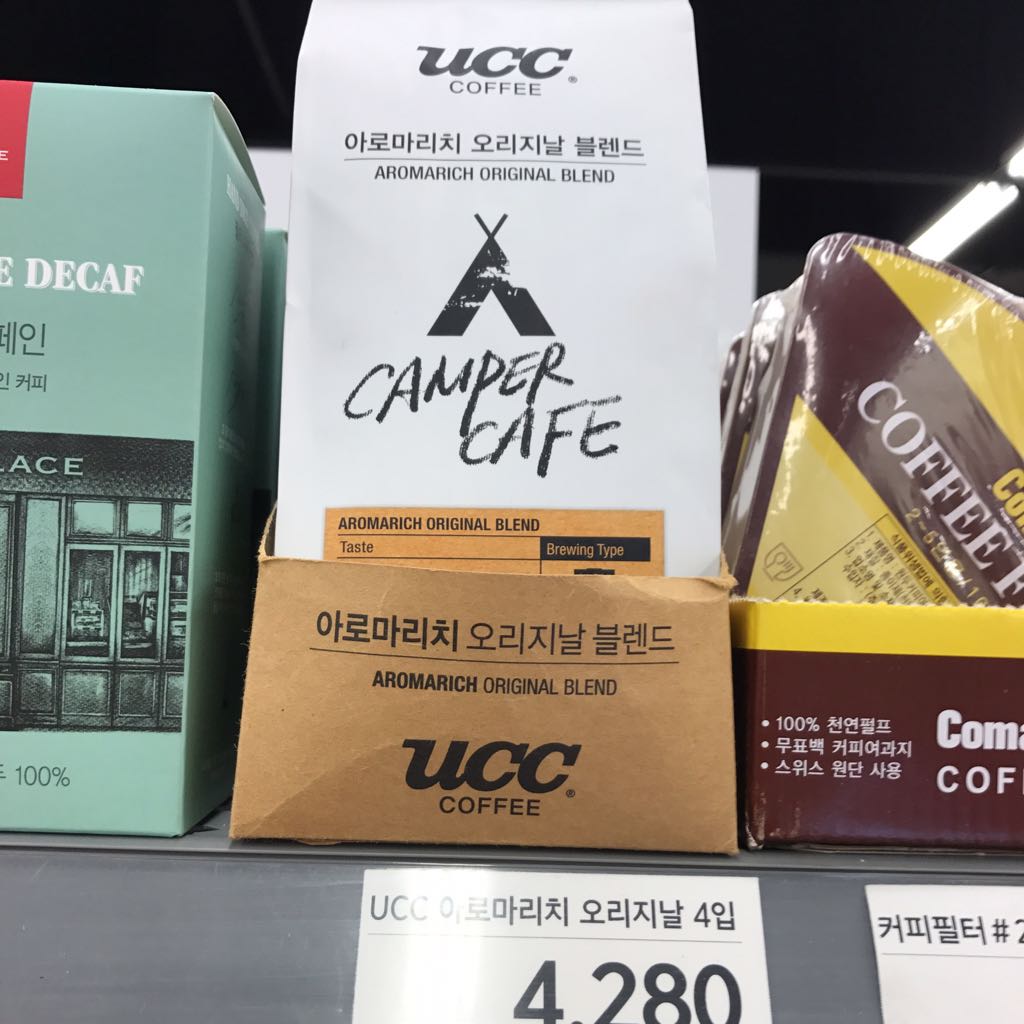 E DECAF
페인
인 커피
LACE
100%
UCC
COFFEE
아로마리치 오리지날 블렌드
AROMARICH ORIGINAL BLEND
CAMPER
CAFE
AROMARICH ORIGINAL BLEND
Taste
Brewing Type
아로마리치 오리지날 블렌드
AROMARICH ORIGINAL BLEND
UCC
COFFEE
COFFEE
• 100% 천연펄프
• 무표백 커피여과지
• 스위스 원단 사용
Coma
COFF
UCC 아로마리치 오리지날 4입
4,280
커피필터 #2